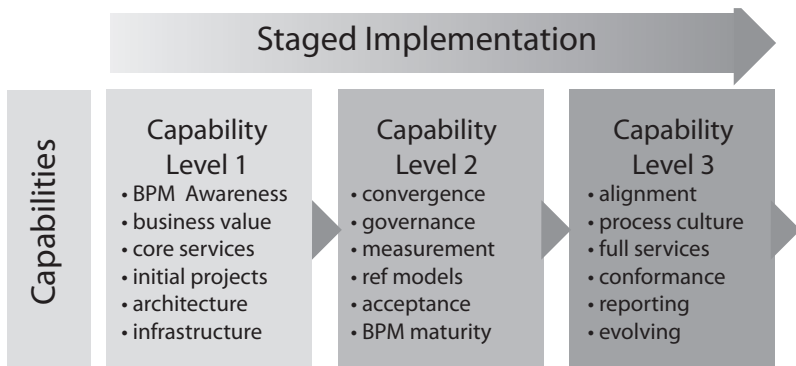 Staged Implementation
Capabilities
Capability
Level 1
• BPM Awareness
• business value
• core services
• initial projects
• architecture
• infrastructure
Capability
Level 2
• convergence
• governance
• measurement
• ref models
• acceptance
• BPM maturity
Capability
Level 3
• alignment
• process culture
• full services
• conformance
• reporting
• evolving